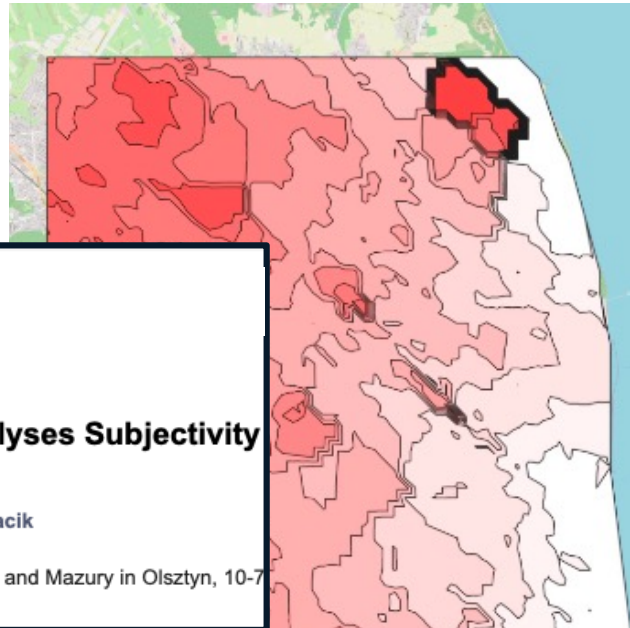 lyses Subjectivity
acik
and Mazury in Olsztyn, 10-7